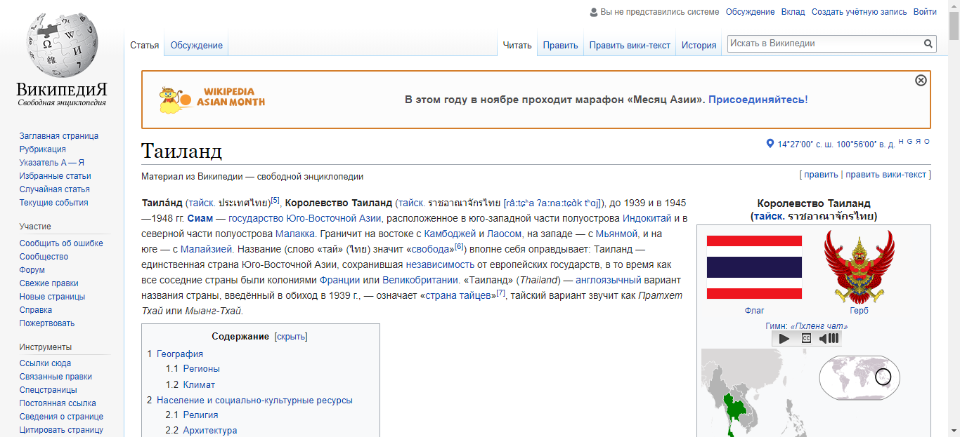 Вы не представились системе Обсуждение Вклад Создать учётную запись Войти
ВикипедиЯ
Свободная энциклопедия
Статья Обсуждение Читать Править Править вики-текст История Искать в Википедии
WIKIPEDIA
ASIAN MONTH
В этом году в ноябре проходит марафон «Месяц Азии». Присоединяйтесь!
Заглавная страница
Рубрикация
Указатель А — Я
Избранные статьи
Случайная статья
Текущие события
Участие
Сообщить об ошибке
Сообщество
Форум
Свежие правки
Новые страницы
Справка
Пожертвовать
Инструменты
Ссылки сюда
Связанные правки
Спецстраницы
Постоянная ссылка
Сведения о странице
Цитировать страницу
Таиланд
14°27′00″ с. ш. 100°56′00″ в. д. H G Я O
Материал из Википедии — свободной энциклопедии
[ править | править вики-текст ]
Таила́нд (тайск. ประเทศไทย)[5], Королевство Таиланд (тайск. ราชอาณาจักรไทย), до 1939 и в 1945
—1948 гг. Сиам — государство Юго-Восточной Азии, расположенное в юго-западной части полуострова Индокитай и в
северной части полуострова Малакка. Граничит на востоке с Камбоджей и Лаосом, на западе — с Мьянмой, и на
юге — с Малайзией. Название (слово «тай» (ไทย) значит «свобода»[6]) вполне себя оправдывает: Таиланд —
единственная страна Юго-Восточной Азии, сохранившая независимость от европейских государств, в то время как
все соседние страны были колониями Франции или Великобритании. «Таиланд» (Thailand) — англоязычный вариант
названия страны, введённый в обиход в 1939 г., — означает «страна тайцев»[7], тайский вариант звучит как Пратхет
Тхай или Мыанг-Тхай.
Содержание [скрыть]
1 География
1.1 Регионы
1.2 Климат
2 Население и социально-культурные ресурсы
2.1 Религия
2.2 Архитектура
Королевство Таиланд
(тайск. ราชอาณาจักรไทย)
Флаг Герб
Гимн: «Пхленг чат»